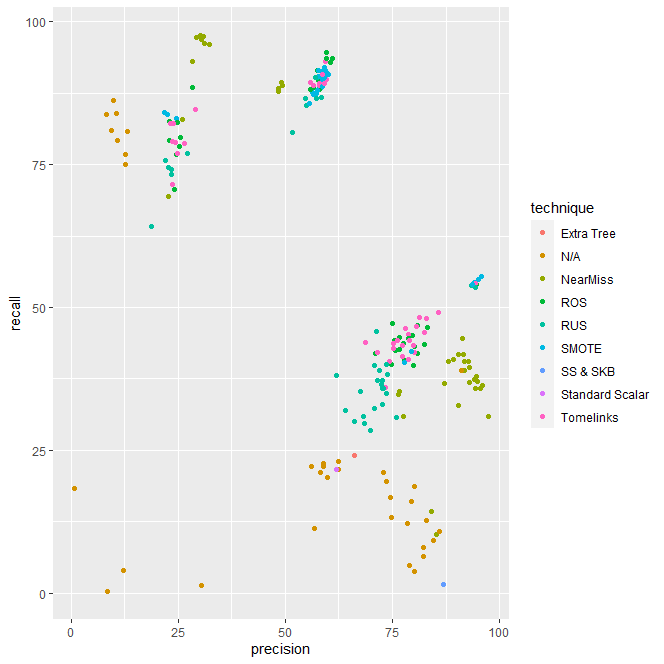 100
75
50
25
0
recall
0
25
50
75
100
precision
technique
Extra Tree
N/A
NearMiss
ROS
RUS
SMOTE
SS & SKB
Standard Scalar
Tomelinks